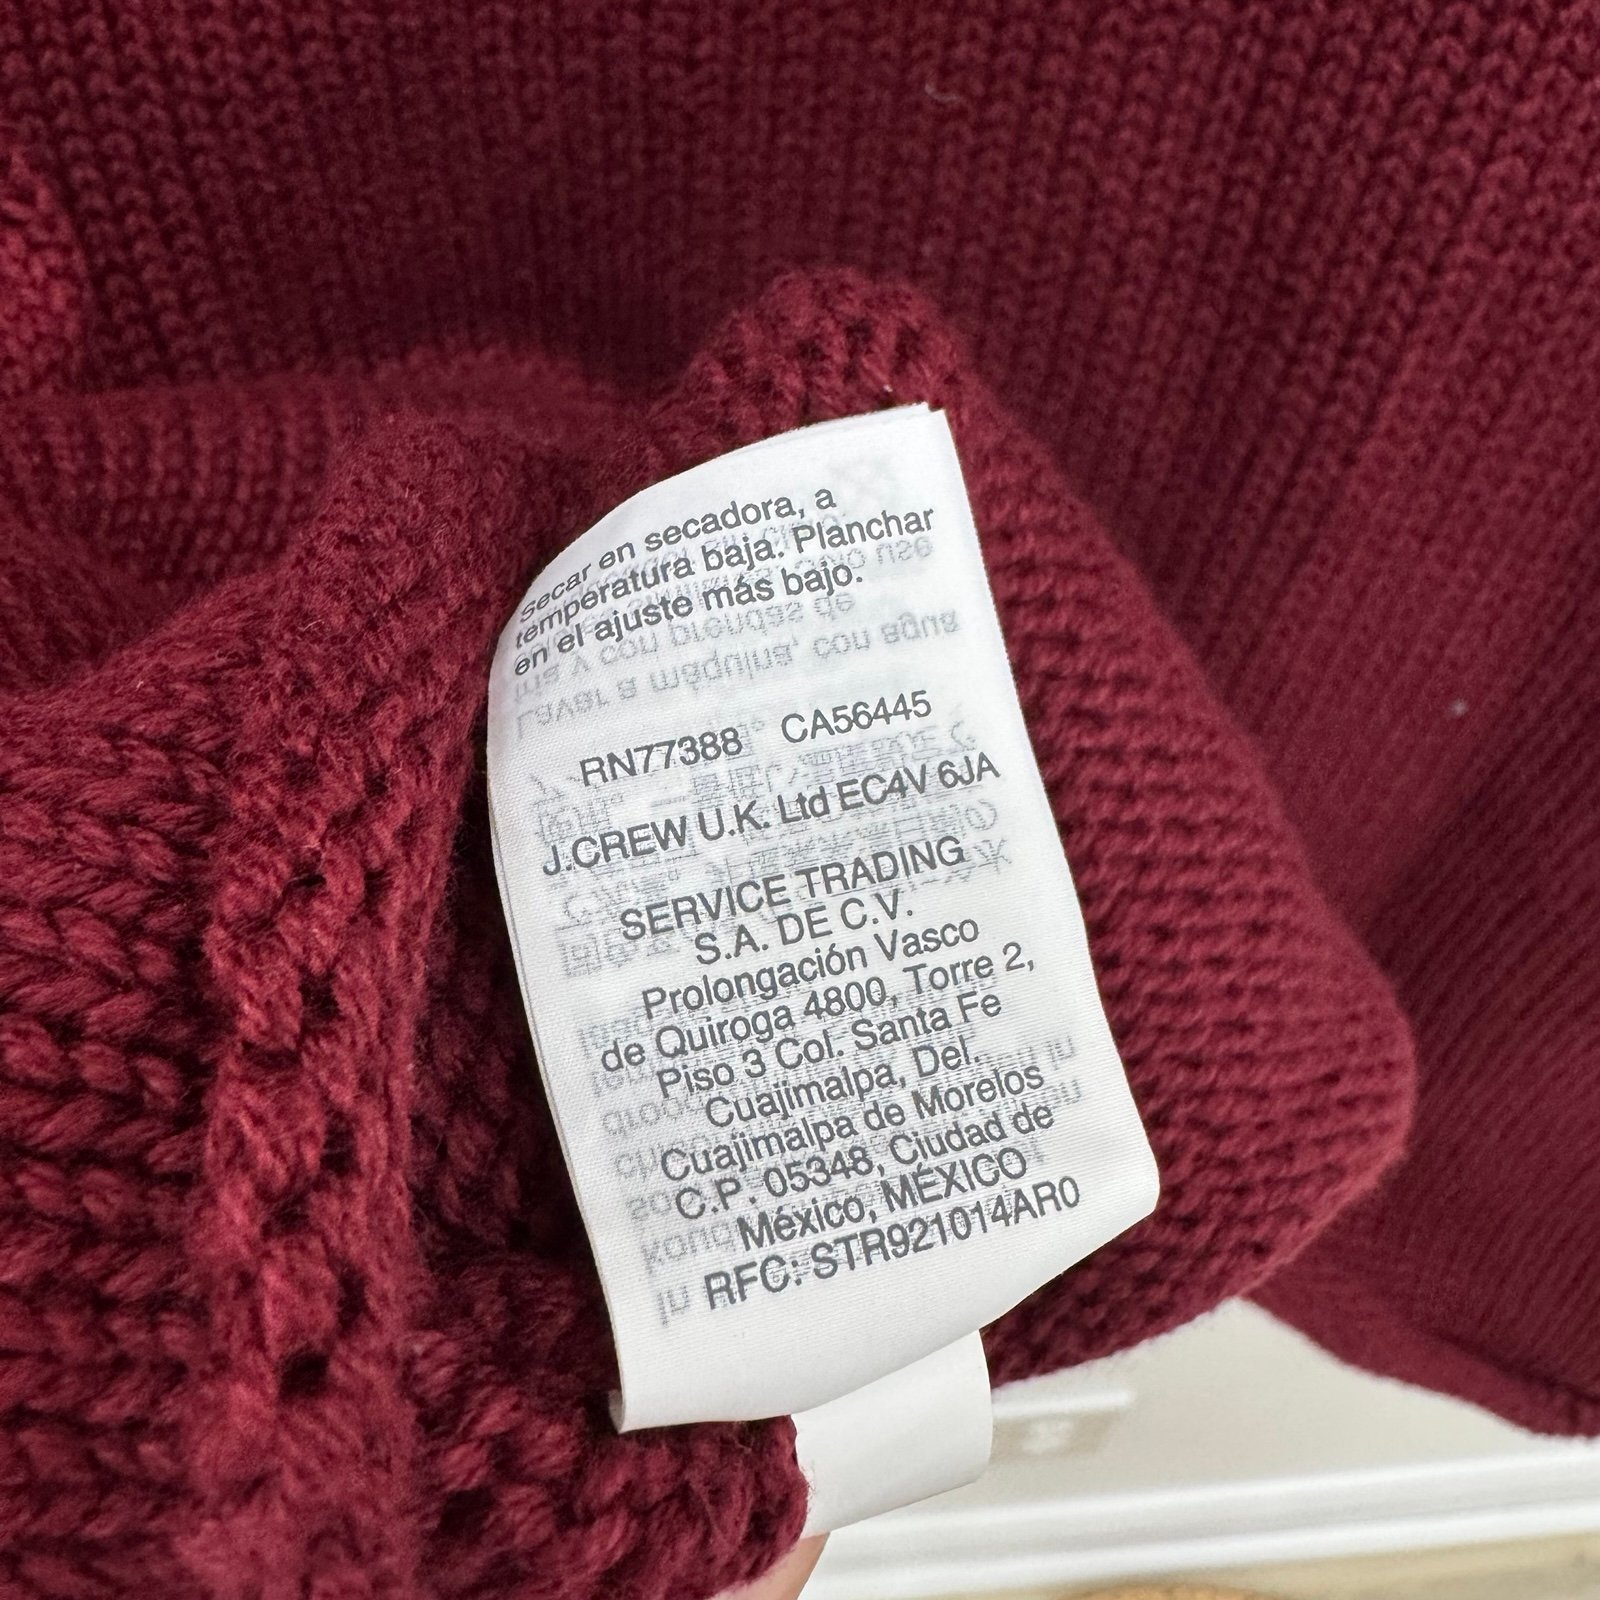 secar en secadora, a
temperatura baja. Planchar
en el ajuste más bajo.
RN77388 CA56445
J.CREW U.K. Ltd EC4V 6JA
SERVICE TRADING
S.A. DE C.V.
Prolongación Vasco
de Quiroga 4800, Torre 2,
Piso 3 Col. Santa Fe
Cuajimalpa, Del.
Cuajimalpa de Morelos
C.P. 05348, Ciudad de
México, MÉXICO
RFC: STR921014AR0